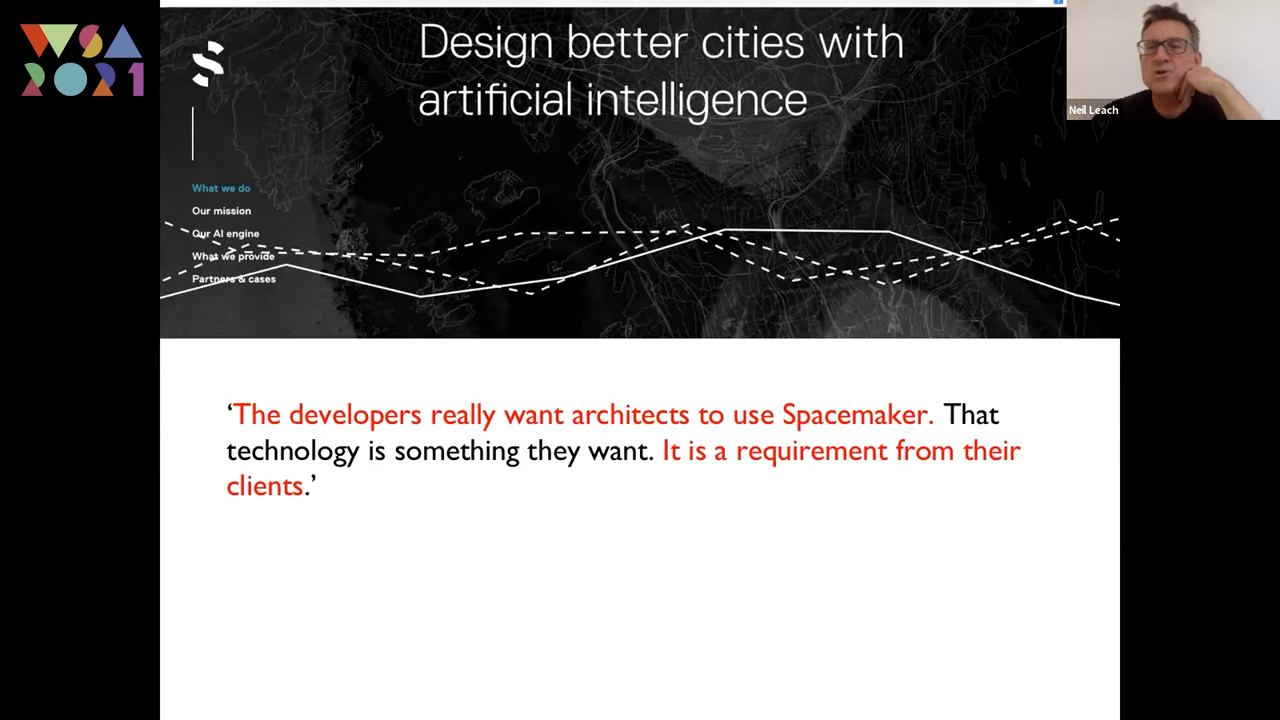 WSA
2021
Design better cities with
artificial intelligence
What we do
Our mission
Our AI engine
What we provide
Partners & cases
Neil Leach
‘The developers really want architects to use Spacemaker. That
technology is something they want. It is a requirement from their
clients.’